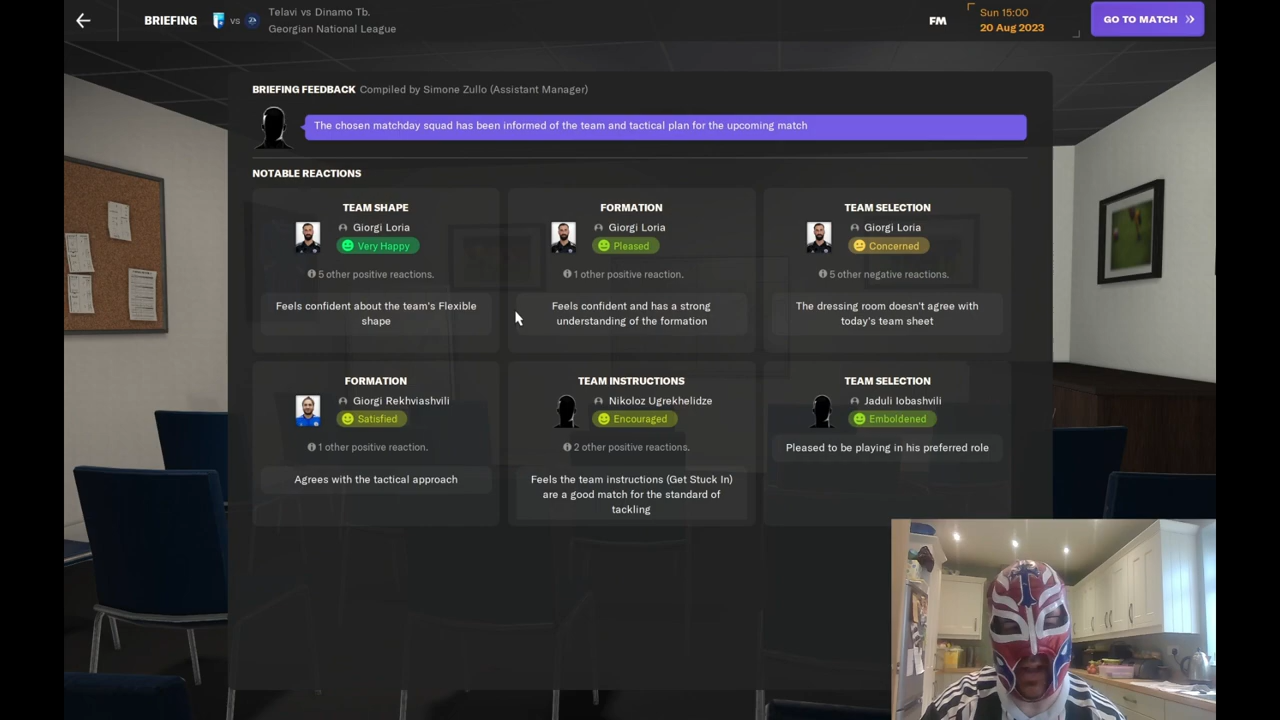 BRIEFING
vs
Telavi vs Dinamo Tb.
Georgian National League
FM
Sun 15:00
20 Aug 2023
GO TO MATCH
BRIEFING FEEDBACK Compiled by Simone Zullo (Assistant Manager)
The chosen matchday squad has been informed of the team and tactical plan for the upcoming match
NOTABLE REACTIONS
TEAM SHAPE
Giorgi Loria
Very Happy
5 other positive reactions.
Feels confident about the team's Flexible
shape
FORMATION
Giorgi Loria
Pleased
1 other positive reaction.
Feels confident and has a strong
understanding of the formation
TEAM SELECTION
Giorgi Loria
Concerned
5 other negative reactions.
The dressing room doesn't agree with
today's team sheet
FORMATION
Giorgi Rekhviashvili
Satisfied
1 other positive reaction.
Agrees with the tactical approach
TEAM INSTRUCTIONS
Nikoloz Ugrekhelidze
Encouraged
2 other positive reactions.
Feels the team instructions (Get Stuck In)
are a good match for the standard of
tackling
TEAM SELECTION
Jaduli Iobashvili
Emboldened
Pleased to be playing in his preferred role